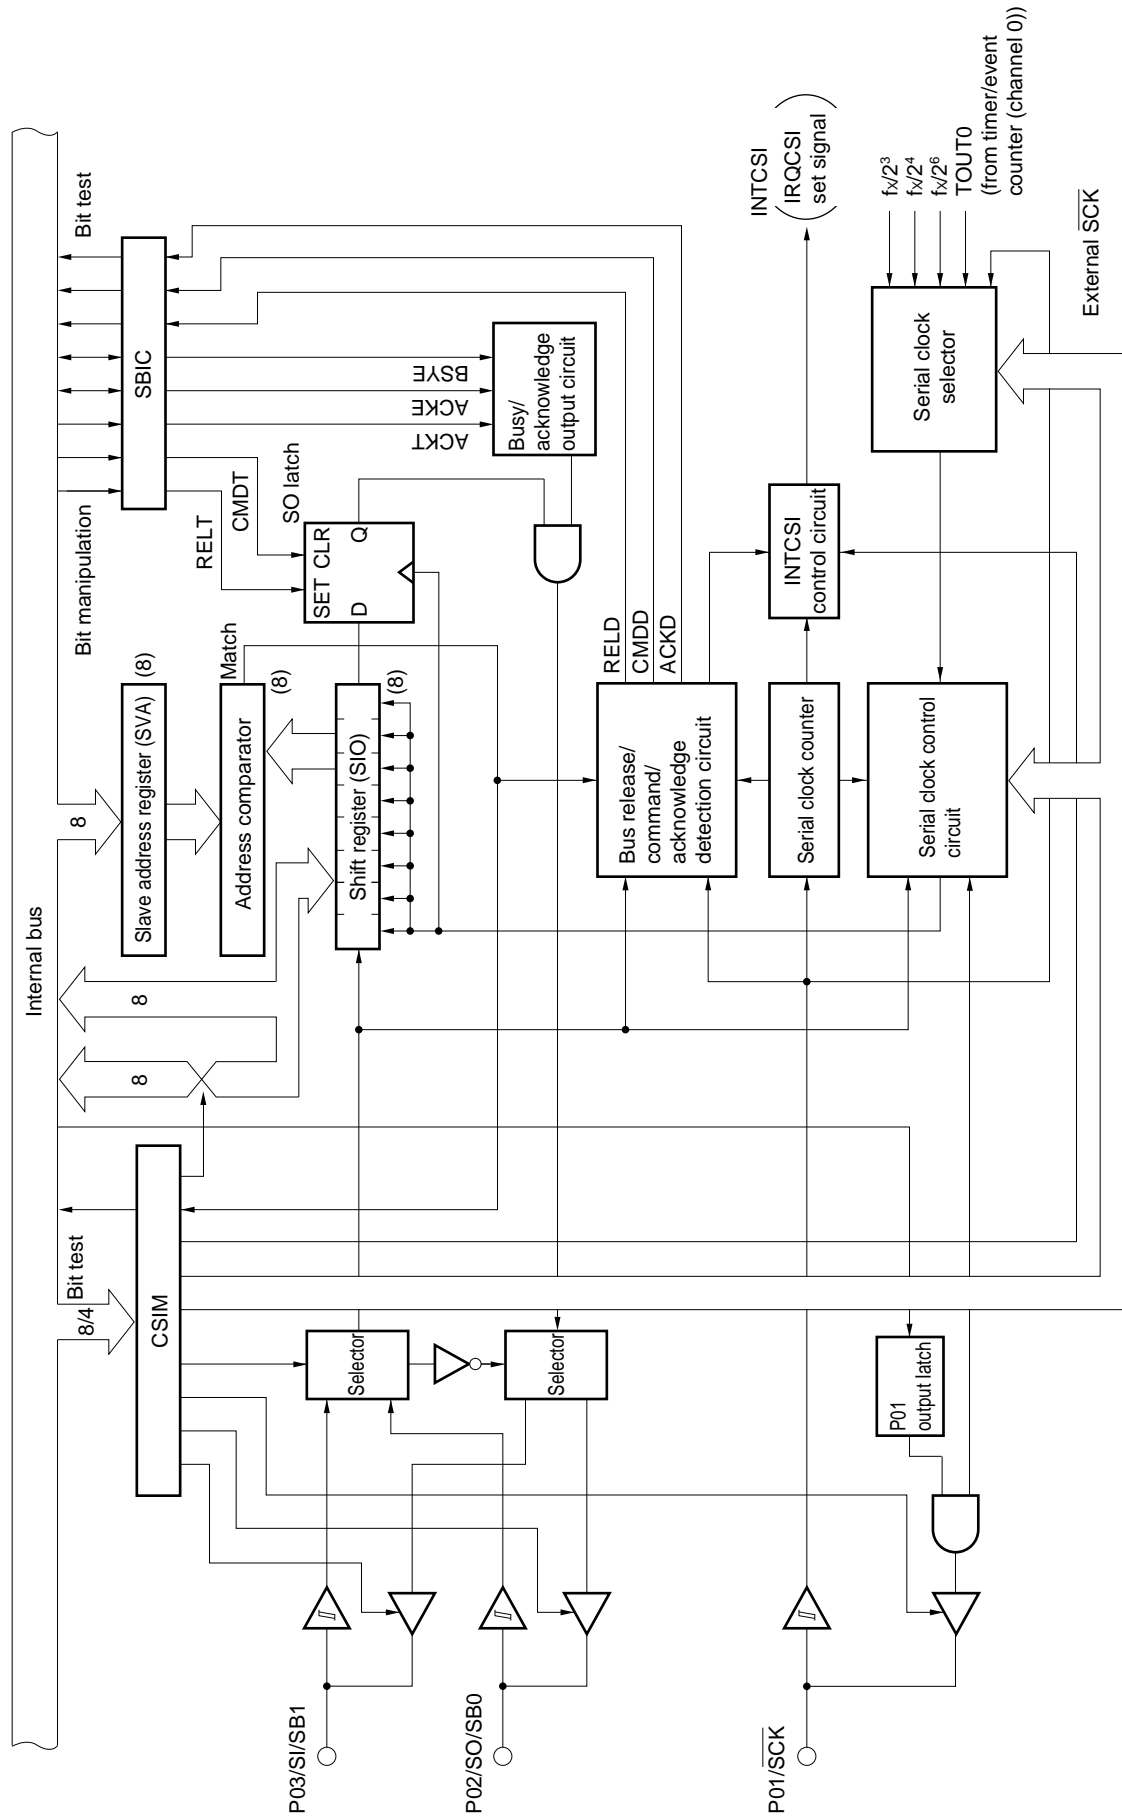 Internal bus
8/4
Bit test
8
8
8
Bit manipulation
Bit test
CSIM
Slave address register (SVA)
(8)
SBIC
Address comparator
Match
(8)
RELT
CMDT
ACKT
ACKE
BSYE
Selector
Shift register (SIO)
(8)
SET CLR
D
Q
SO latch
Busy/
acknowledge
output circuit
Selector
P03/SI/SB1
P02/SO/SB0
P01/SCK
Bus release/
command/
acknowledge
detection circuit
RELD
CMDD
ACKD
Serial clock counter
INTCSI
control circuit
INTCSI
IRQCSI
set signal
P01
output latch
Serial clock control
circuit
Serial clock
selector
fx/2³
fx/2⁴
fx/2⁶
TOUT0
(from timer/event
counter (channel 0))
External SCK